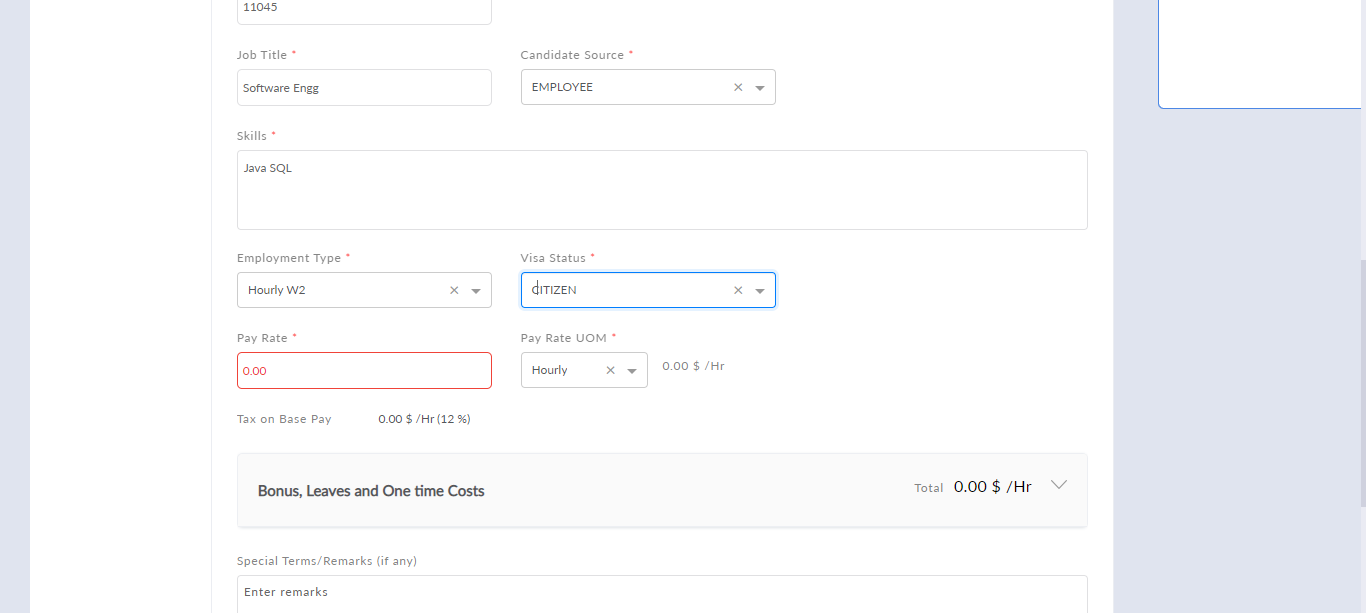 11045
Job Title * Candidate Source *
Software Engg EMPLOYEE
Skills *
Java SQL
Employment Type * Visa Status *
Hourly W2 CITIZEN
Pay Rate * Pay Rate UOM *
0.00 Hourly 0.00 $ /Hr
Tax on Base Pay 0.00 $ /Hr (12 %)
Bonus, Leaves and One time Costs Total 0.00 $ /Hr
Special Terms/Remarks (if any)
Enter remarks